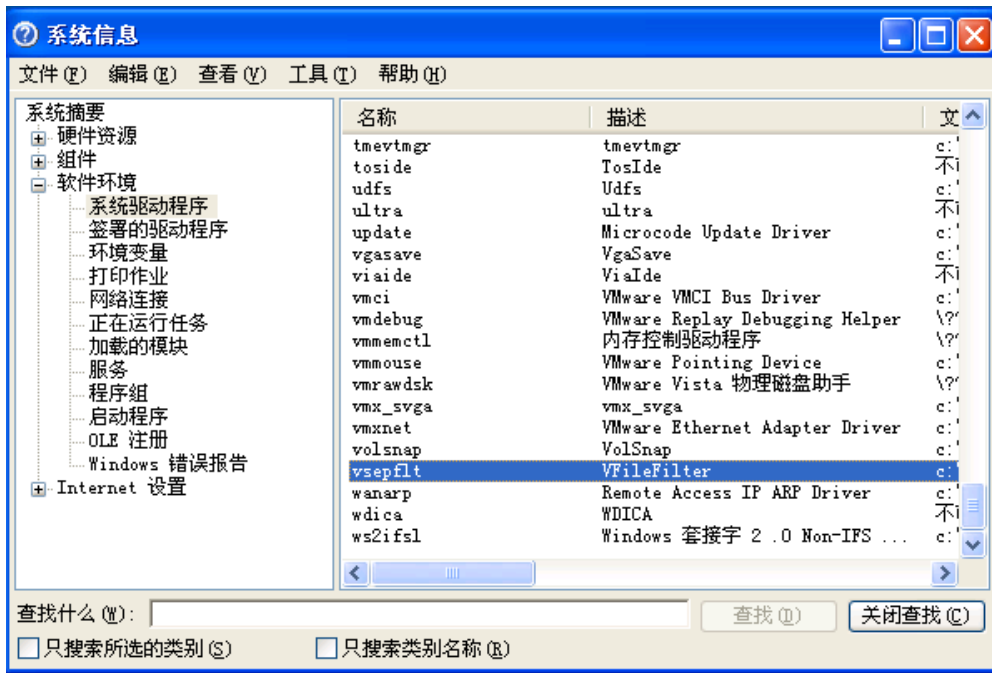 系统信息
文件(F) 编辑(E) 查看(V) 工具(T) 帮助(H)
系统摘要
硬件资源
组件
软件环境
系统驱动程序
签署的驱动程序
环境变量
打印作业
网络连接
正在运行任务
加载的模块
服务
程序组
启动程序
OLE 注册
Windows 错误报告
Internet 设置
名称 描述 文
tmevtmgr tmevtmgr c:
toside TosIde 不
udfs Udfs c:
ultra ultra 不
update Microcode Update Driver c:
vgasave VgaSave c:
viaide ViaIde 不
vmci VMware VMCI Bus Driver c:
vmdebug VMware Replay Debugging Helper \?
vmmemctl 内存控制驱动程序 \?
vmmouse VMware Pointing Device c:
vmrawdsk VMware Vista 物理磁盘助手 \?
vmx_svga vmx_svga c:
vmxnet VMware Ethernet Adapter Driver c:
volsnap VolSnap c:
vsepflt VFileFilter c:
wanarp Remote Access IP ARP Driver c:
wdica WDICA 不
ws2ifsl Windows 套接字 2 .0 Non-IFS ... c:
查找什么(W): 查找(D) 关闭查找(C)
只搜索所选的类别(S) 只搜索类别名称(R)